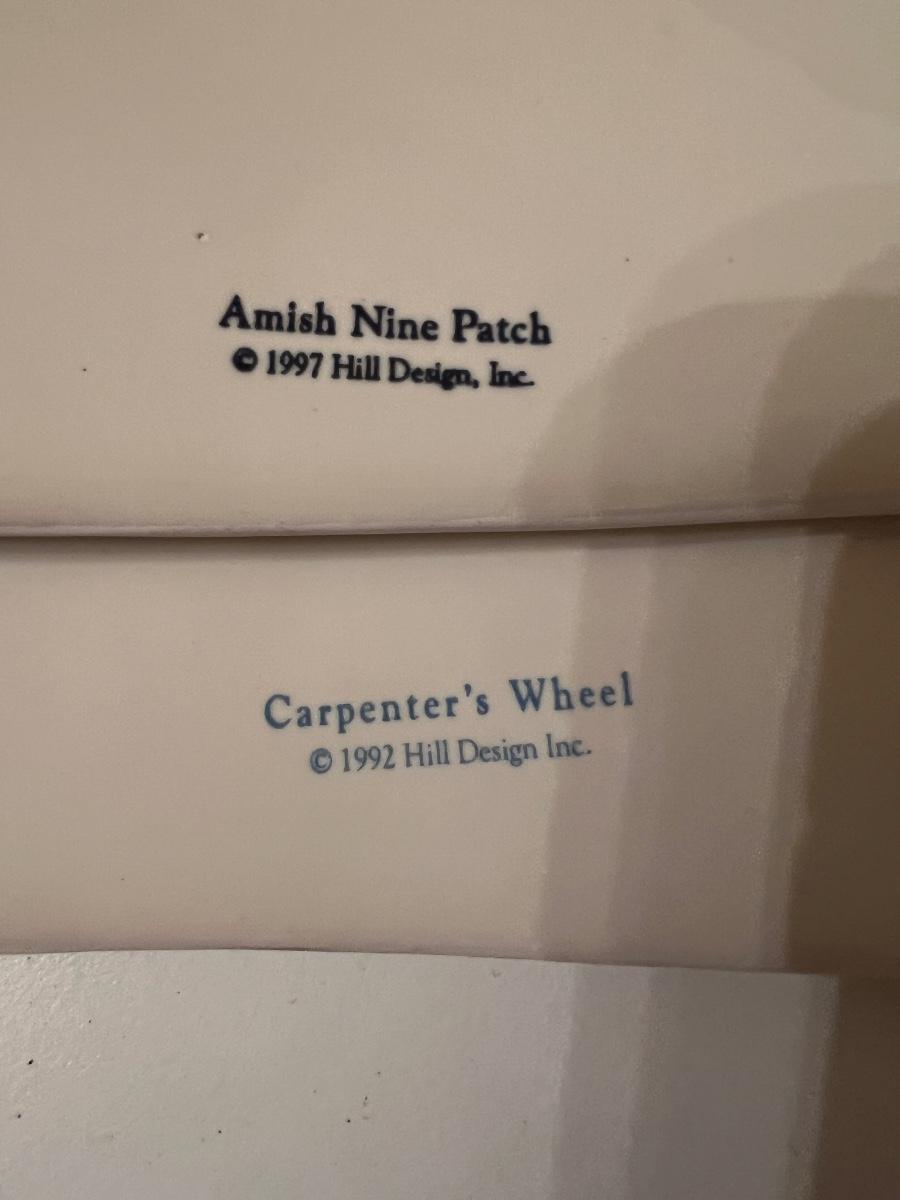 Amish Nine Patch
© 1997 Hill Design, Inc.
Carpenter's Wheel
© 1992 Hill Design Inc.